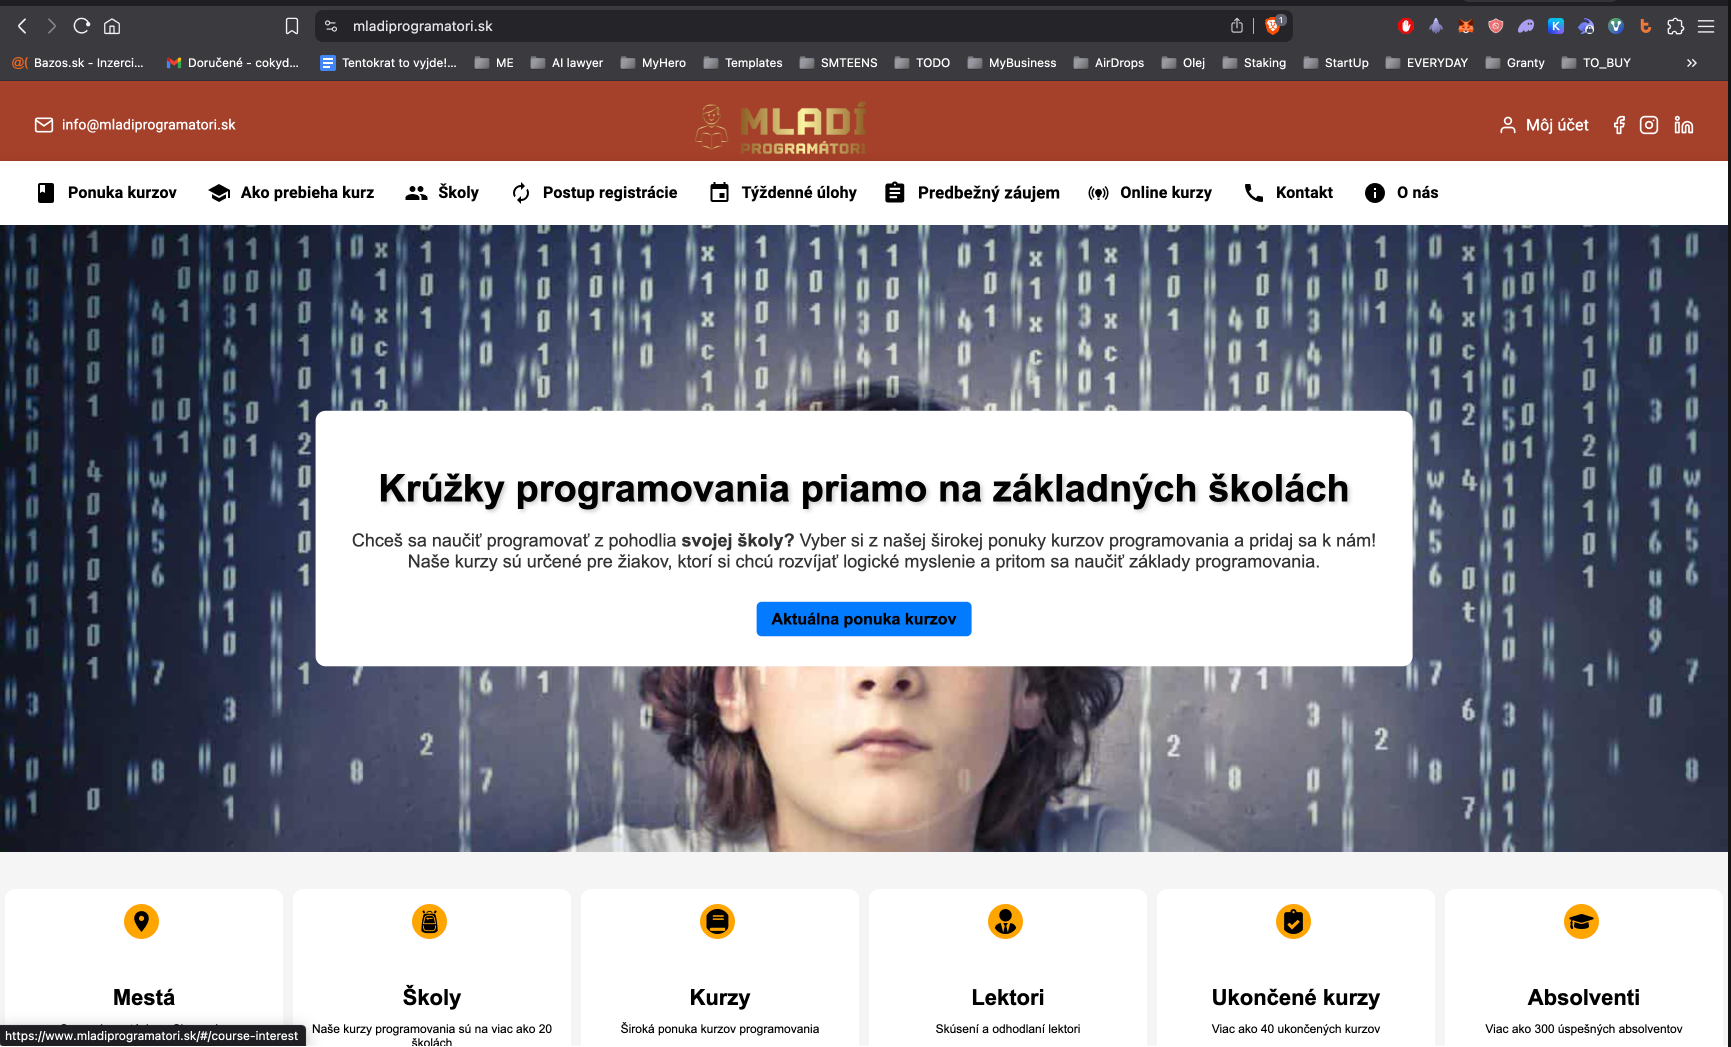 mladiprogramatori.sk
1
@( Bazos.sk - Inzerci...
Doručené - cokyd...
Tentokrat to vyjde!...
ME
AI lawyer
MyHero
Templates
SMTEENS
TODO
MyBusiness
AirDrops
Olej
Staking
StartUp
EVERYDAY
Granty
TO_BUY
info@mladiprogramatori.sk
MLADÍ
PROGRAMÁTORI
Môj účet
Ponuka kurzov
Ako prebieha kurz
Školy
Postup registrácie
Týždenné úlohy
Predbežný záujem
Online kurzy
Kontakt
O nás
Krúžky programovania priamo na základných školách
Chceš sa naučiť programovať z pohodlia svojej školy? Vyber si z našej širokej ponuky kurzov programovania a pridaj sa k nám!
Naše kurzy sú určené pre žiakov, ktorí si chcú rozvíjať logické myslenie a pritom sa naučiť základy programovania.
Aktuálna ponuka kurzov
Mestá
Školy
Naše kurzy programovania sú na viac ako 20
školách
Kurzy
Široká ponuka kurzov programovania
Lektori
Skúsení a odhodlaní lektori
Ukončené kurzy
Viac ako 40 ukončených kurzov
Absolventi
Viac ako 300 úspešných absolventov
https://www.mladiprogramatori.sk/#/course-interest